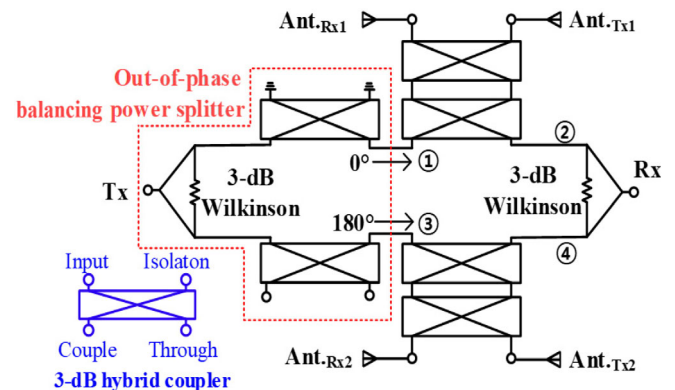 Ant.Rx1
Ant.Tx1
Out-of-phase
balancing power splitter
②
0°
①
Tx
3-dB
Wilkinson
3-dB
Wilkinson
Rx
180°
③
④
Input
Isolaton
Couple
Through
3-dB hybrid coupler
Ant.Rx2
Ant.Tx2